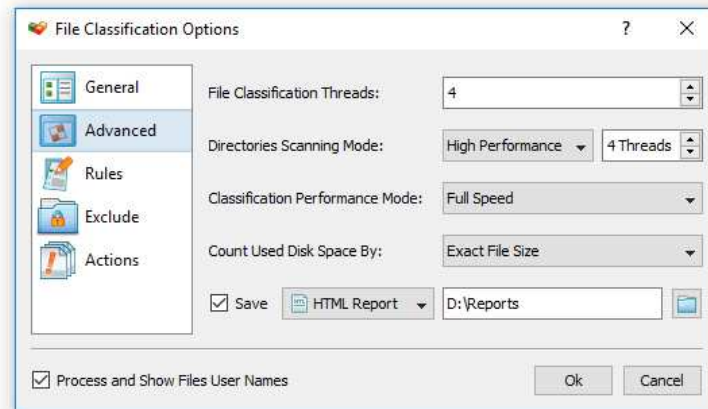 File Classification Options
General
Advanced
Rules
Exclude
Actions
File Classification Threads: 4
Directories Scanning Mode: High Performance 4 Threads
Classification Performance Mode: Full Speed
Count Used Disk Space By: Exact File Size
Save HTML Report D:\Reports
Process and Show Files User Names Ok Cancel